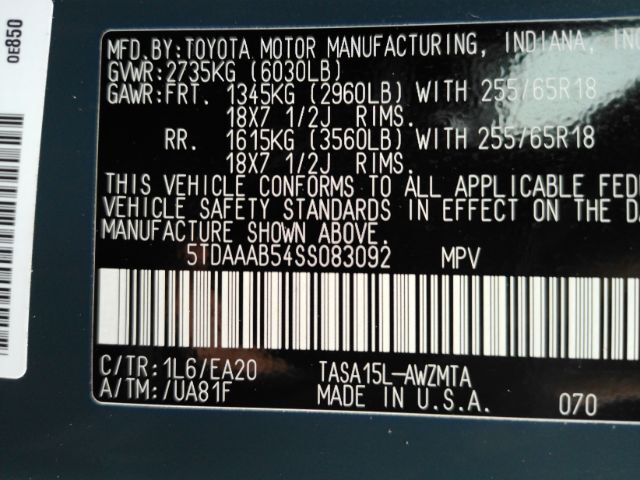 0E850
MFD.BY:TOYOTA MOTOR MANUFACTURING, INDIANA, INC
GVWR:2735KG (6030LB)
GAWR:FRT. 1345KG (2960LB) WITH 255/65R18
18X7 1/2J RIMS.
RR. 1615KG (3560LB) WITH 255/65R18
18X7 1/2J RIMS.
THIS VEHICLE CONFORMS TO ALL APPLICABLE FED
VEHICLE SAFETY STANDARDS IN EFFECT ON THE DA
MANUFACTURE SHOWN ABOVE.
5TDAAAB54SS083092 MPV
C/TR:1L6/EA20 TASA15L-AWZMTA
A/TM:/UA81F MADE IN U.S.A. 070